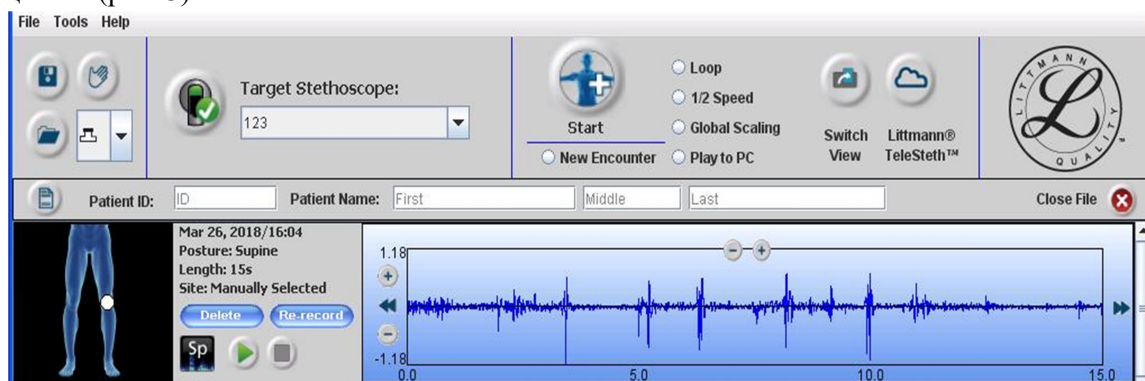 File Tools Help
Target Stethoscope:
123
Start
New Encounter
Loop
1/2 Speed
Global Scaling
Play to PC
Switch View
Littmann® TeleSteth™
LITTMANN
L
QUALITY
Patient ID: ID Patient Name: First Middle Last Close File
Mar 26, 2018/16:04
Posture: Supine
Length: 15s
Site: Manually Selected
Delete Re-record
Sp
1.18
-1.18
0.0 5.0 10.0 15.0